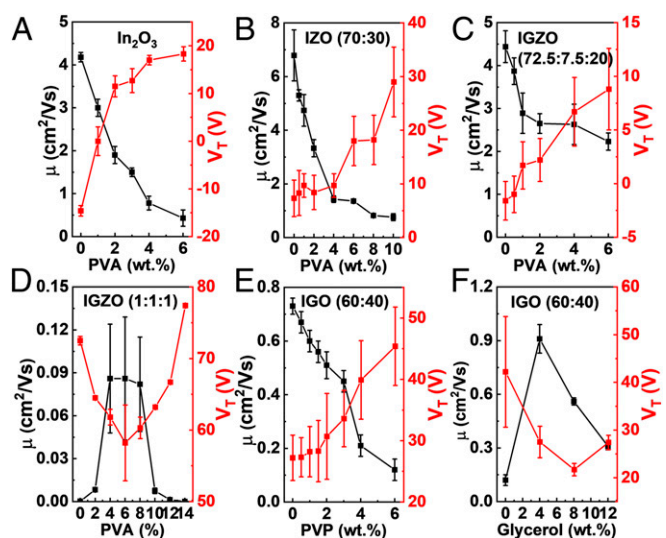 A
In₂O₃
5
4
3
2
1
0
μ (cm²/Vs)
20
10
0
-10
-20
V_T (V)
0 2 4 6
PVA (wt.%)
B
IZO (70:30)
8
6
4
2
0
μ (cm²/Vs)
40
30
20
10
0
V_T (V)
0 2 4 6 8 10
PVA (wt.%)
C
IGZO
(72.5:7.5:20)
5
4
3
2
1
0
μ (cm²/Vs)
15
10
5
0
-5
V_T (V)
0 2 4 6
PVA (wt.%)
D
IGZO (1:1:1)
0.15
0.12
0.09
0.06
0.03
0.00
μ (cm²/Vs)
80
70
60
50
V_T (V)
0 2 4 6 8 10 12 14
PVA (%)
E
IGO (60:40)
0.8
0.6
0.4
0.2
0.0
μ (cm²/Vs)
60
50
40
30
20
V_T (V)
0 2 4 6
PVP (wt.%)
F
IGO (60:40)
1.2
0.9
0.6
0.3
0.0
μ (cm²/Vs)
60
50
40
30
20
V_T (V)
0 4 8 12
Glycerol (wt.%)